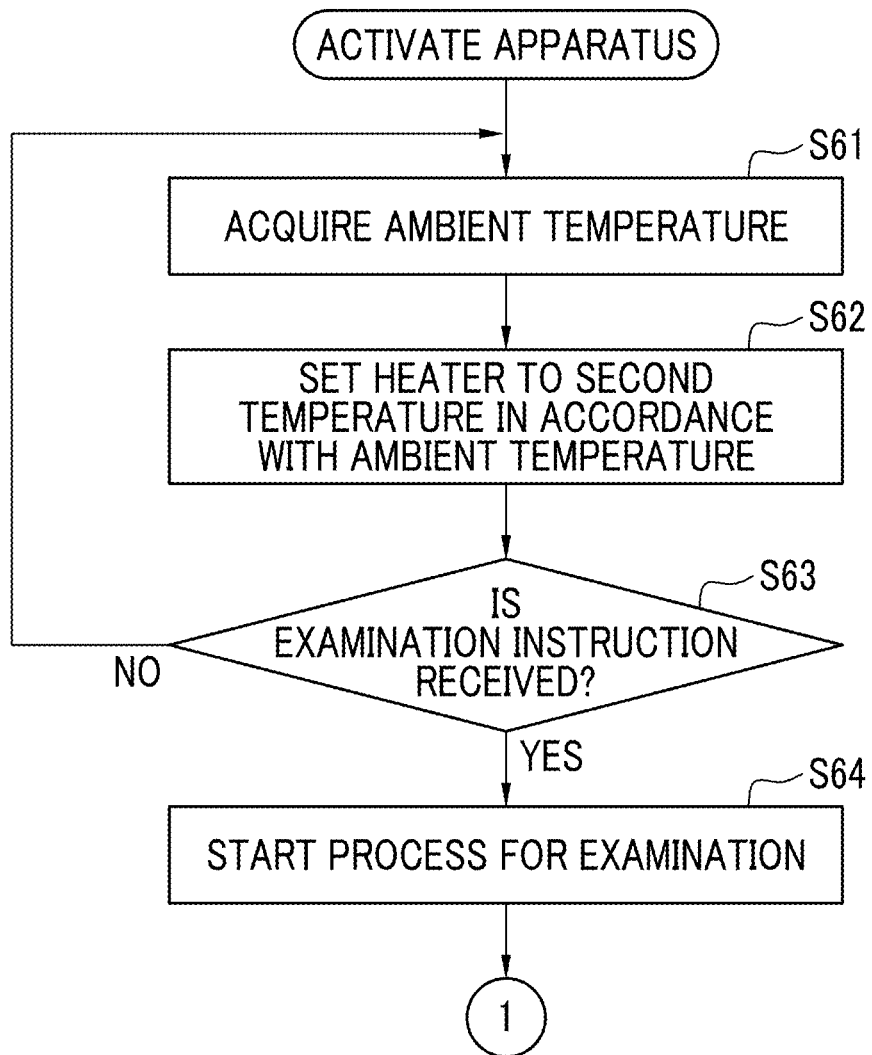 ACTIVATE APPARATUS
S61
ACQUIRE AMBIENT TEMPERATURE
S62
SET HEATER TO SECOND
TEMPERATURE IN ACCORDANCE
WITH AMBIENT TEMPERATURE
S63
IS
EXAMINATION INSTRUCTION
RECEIVED?
NO
YES
S64
START PROCESS FOR EXAMINATION
1